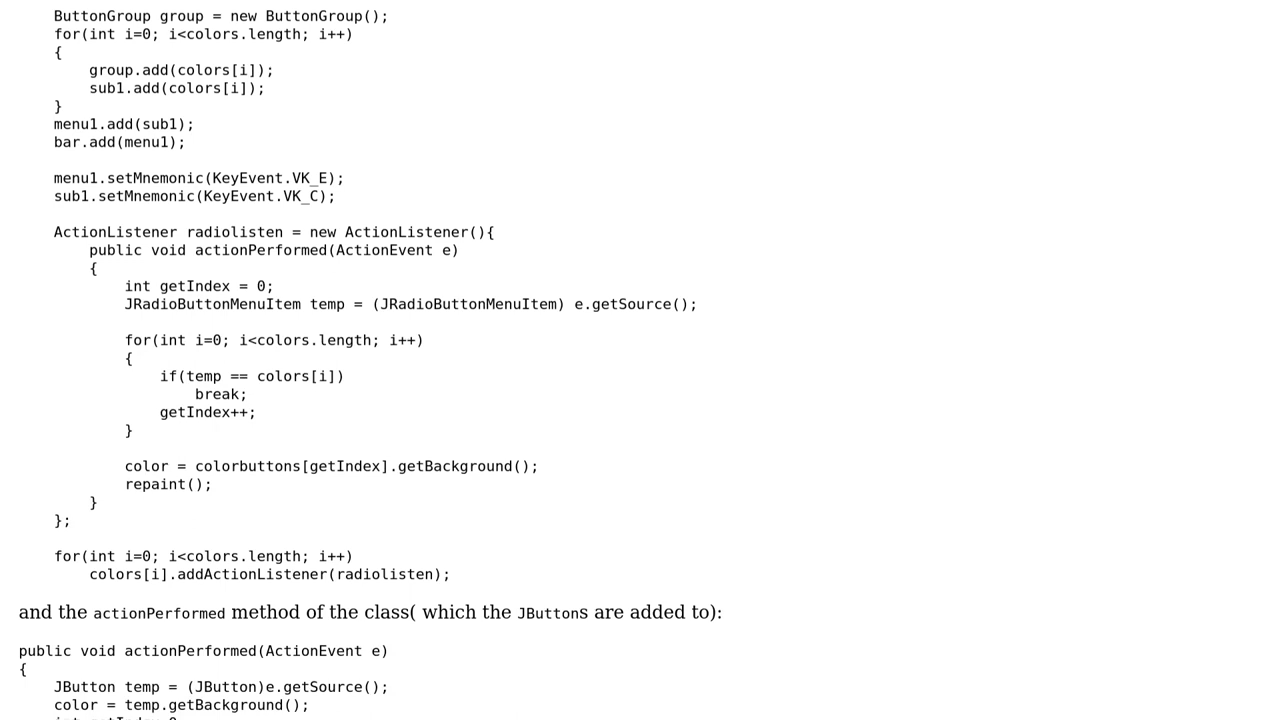 ButtonGroup group = new ButtonGroup();
for(int i=0; i<colors.length; i++)
{
group.add(colors[i]);
sub1.add(colors[i]);
}
menu1.add(sub1);
bar.add(menu1);
menu1.setMnemonic(KeyEvent.VK_E);
sub1.setMnemonic(KeyEvent.VK_C);
ActionListener radiolisten = new ActionListener(){
public void actionPerformed(ActionEvent e)
{
int getIndex = 0;
JRadioButtonMenuItem temp = (JRadioButtonMenuItem) e.getSource();
for(int i=0; i<colors.length; i++)
{
if(temp == colors[i])
break;
getIndex++;
}
color = colorbuttons[getIndex].getBackground();
repaint();
}
};
for(int i=0; i<colors.length; i++)
colors[i].addActionListener(radiolisten);
and the actionPerformed method of the class( which the JButtons are added to):
public void actionPerformed(ActionEvent e)
{
JButton temp = (JButton)e.getSource();
color = temp.getBackground();